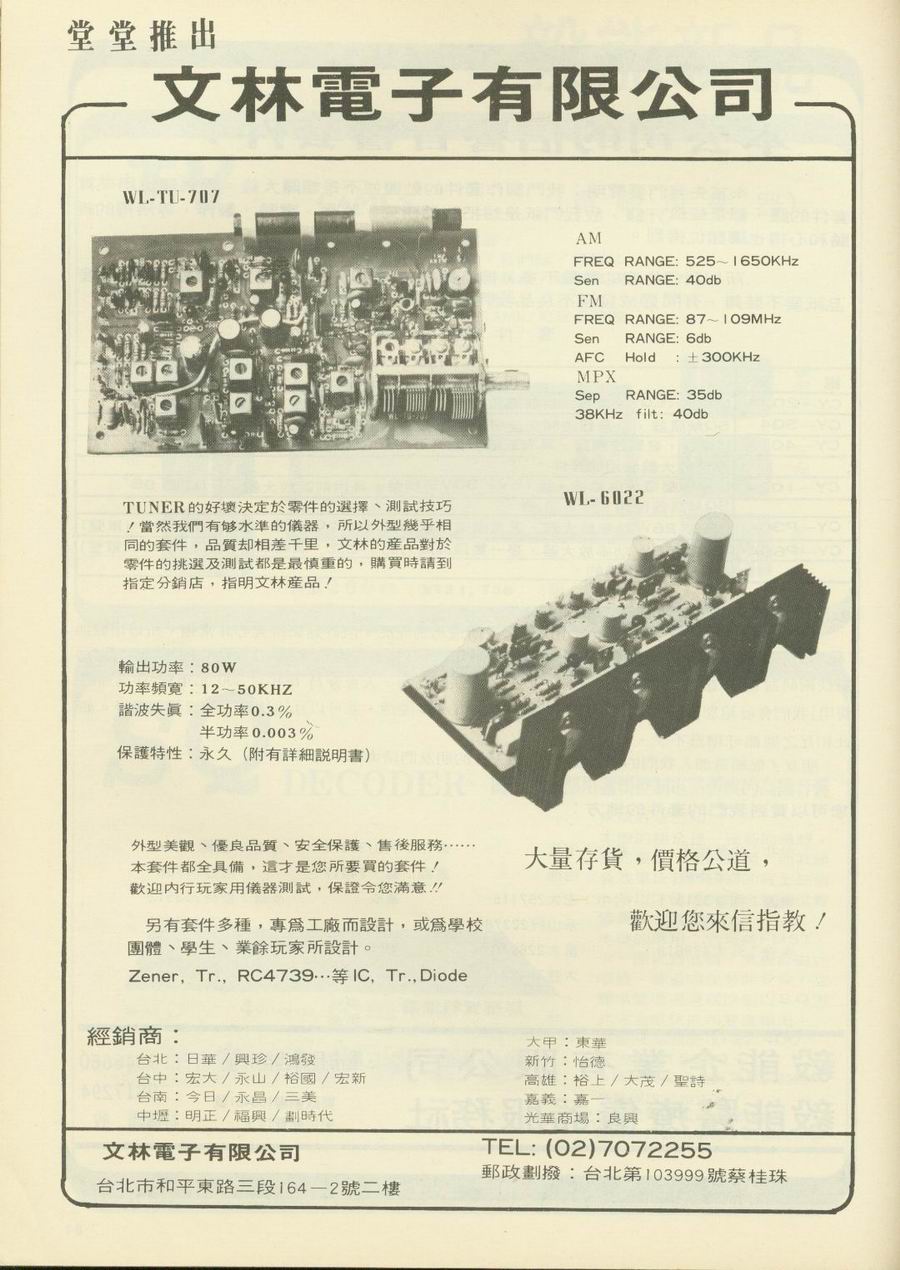 堂堂推出
文林電子有限公司
WL-TU-707
AM
FREQ RANGE: 525~1650KHz
Sen RANGE: 40db
FM
FREQ RANGE: 87~109MHz
Sen RANGE: 6db
AFC Hold : ±300KHz
MPX
Sep RANGE: 35db
38KHz filt: 40db
TUNER的好壞決定於零件的選擇、測試技巧
！當然我們有够水準的儀器，所以外型幾乎相
同的套件，品質却相差千里，文林的產品對於
零件的挑選及測試都是最慎重的，購買時請到
指定分銷店，指明文林產品！
WL-6022
輸出功率：80W
功率頻寬：12~50KHZ
諧波失眞：全功率0.3%
半功率0.003%
保護特性：永久（附有詳細説明書）
外型美觀、優良品質、安全保護、售後服務……
本套件都全具備，這才是您所要買的套件！
歡迎内行玩家用儀器測試，保證令您滿意！！
另有套件多種，專爲工廠而設計，或爲學校
團體、學生、業餘玩家所設計。
Zener, Tr., RC4739…等IC, Tr., Diode
大量存貨，價格公道，
歡迎您來信指教！
經銷商：
台北：日華/興珍/鴻發
台中：宏大/永山/裕國/宏新
台南：今日/永昌/三美
中壢：明正/福興/劃時代
大甲：東華
新竹：怡德
高雄：裕上/大茂/聖詩
嘉義：嘉一
光華商場：良興
文林電子有限公司
台北市和平東路三段164—2號二樓
TEL: (02)7072255
郵政劃撥：台北第103999號蔡桂珠